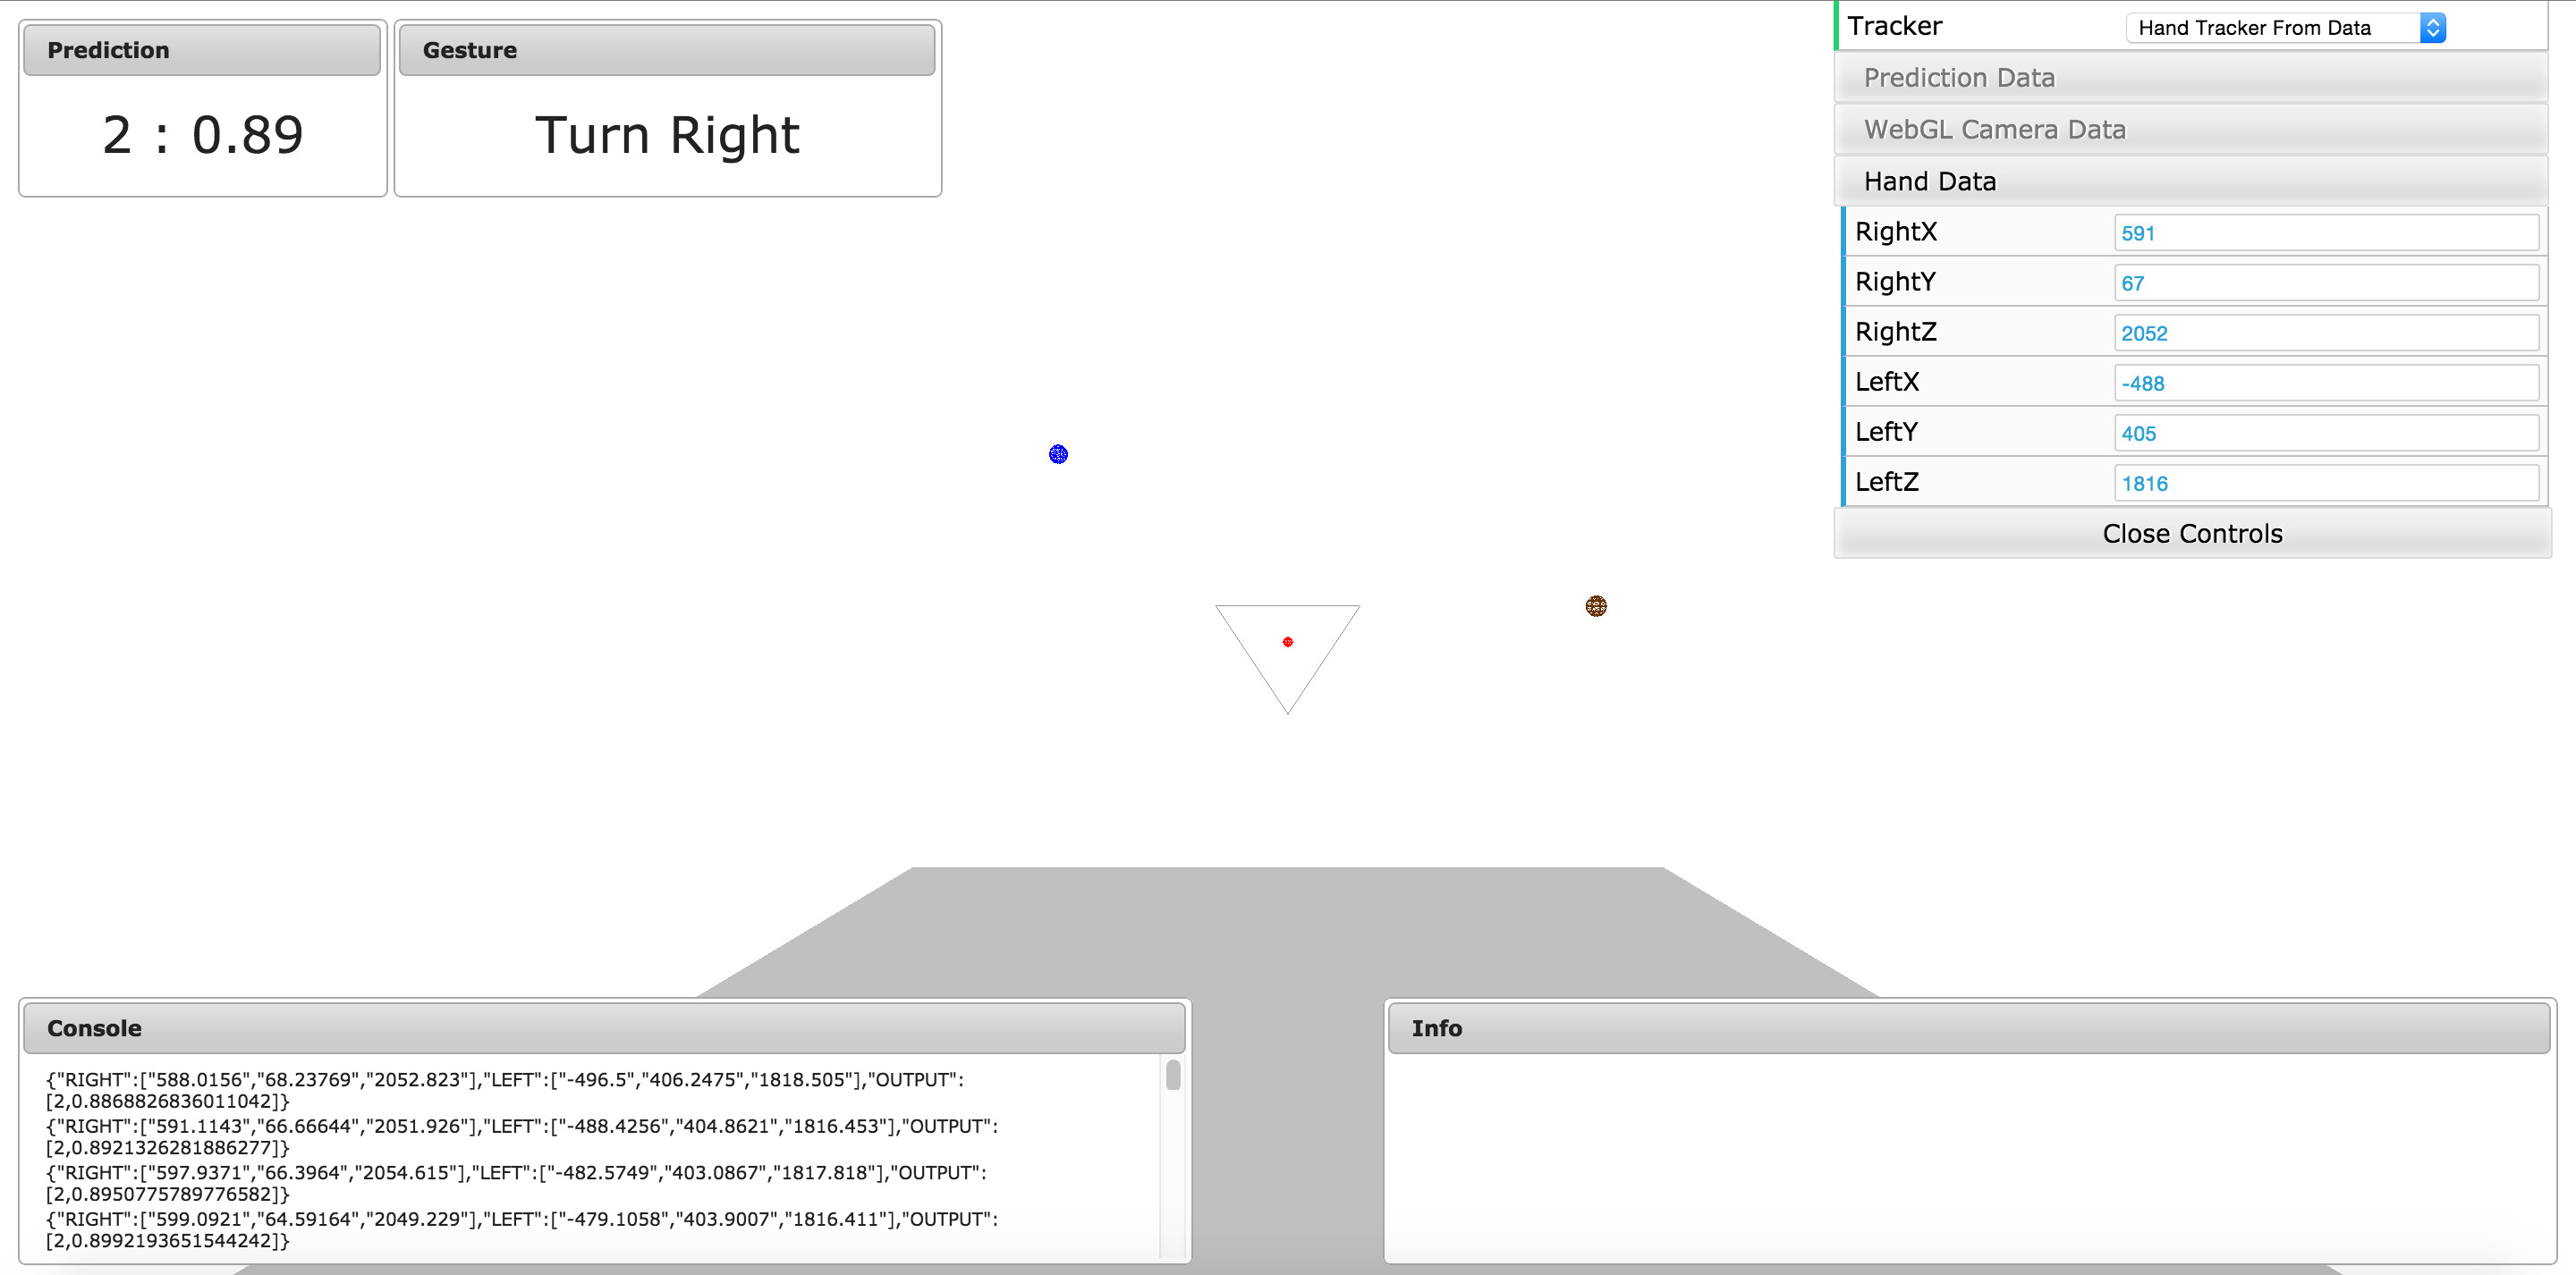 Prediction
2 : 0.89
Gesture
Turn Right
Tracker
Hand Tracker From Data
Prediction Data
WebGL Camera Data
Hand Data
RightX
591
RightY
67
RightZ
2052
LeftX
-488
LeftY
405
LeftZ
1816
Close Controls
Console
{"RIGHT":["588.0156","68.23769","2052.823"],"LEFT":["-496.5","406.2475","1818.505"],"OUTPUT":
[2,0.8868826836011042]}
{"RIGHT":["591.1143","66.66644","2051.926"],"LEFT":["-488.4256","404.8621","1816.453"],"OUTPUT":
[2,0.8921326281886277]}
{"RIGHT":["597.9371","66.3964","2054.615"],"LEFT":["-482.5749","403.0867","1817.818"],"OUTPUT":
[2,0.8950775789776582]}
{"RIGHT":["599.0921","64.59164","2049.229"],"LEFT":["-479.1058","403.9007","1816.411"],"OUTPUT":
[2,0.8992193651544242]}
Info